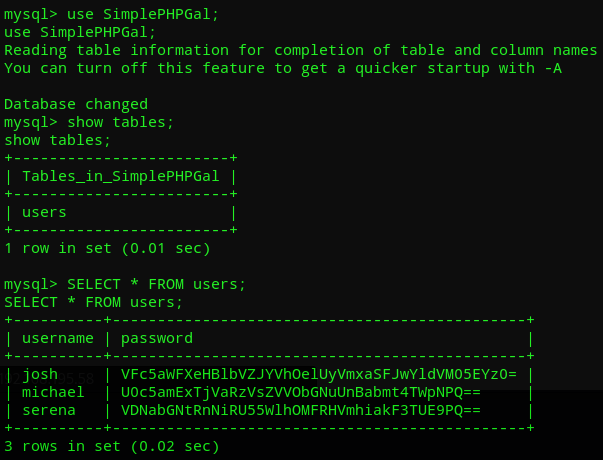 mysql> use SimplePHPGal;
use SimplePHPGal;
Reading table information for completion of table and column names
You can turn off this feature to get a quicker startup with -A
Database changed
mysql> show tables;
show tables;
+------------------------+
| Tables_in_SimplePHPGal |
+------------------------+
| users                  |
+------------------------+
1 row in set (0.01 sec)
mysql> SELECT * FROM users;
SELECT * FROM users;
+----------+----------------------------------------------+
| username | password                                     |
+----------+----------------------------------------------+
| josh     | VFc5aWFXeHBlbVZJYVhOelUyVmxaSFJwYldVM05EYz0= |
| michael  | U0c5amExTjVaRzVsZVVObGNuUnBabmt4TWpNPQ==     |
| serena   | VDNabGNtRnNiRU55WlhOMFRHVmhiakF3TUE9PQ==     |
+----------+----------------------------------------------+
3 rows in set (0.02 sec)